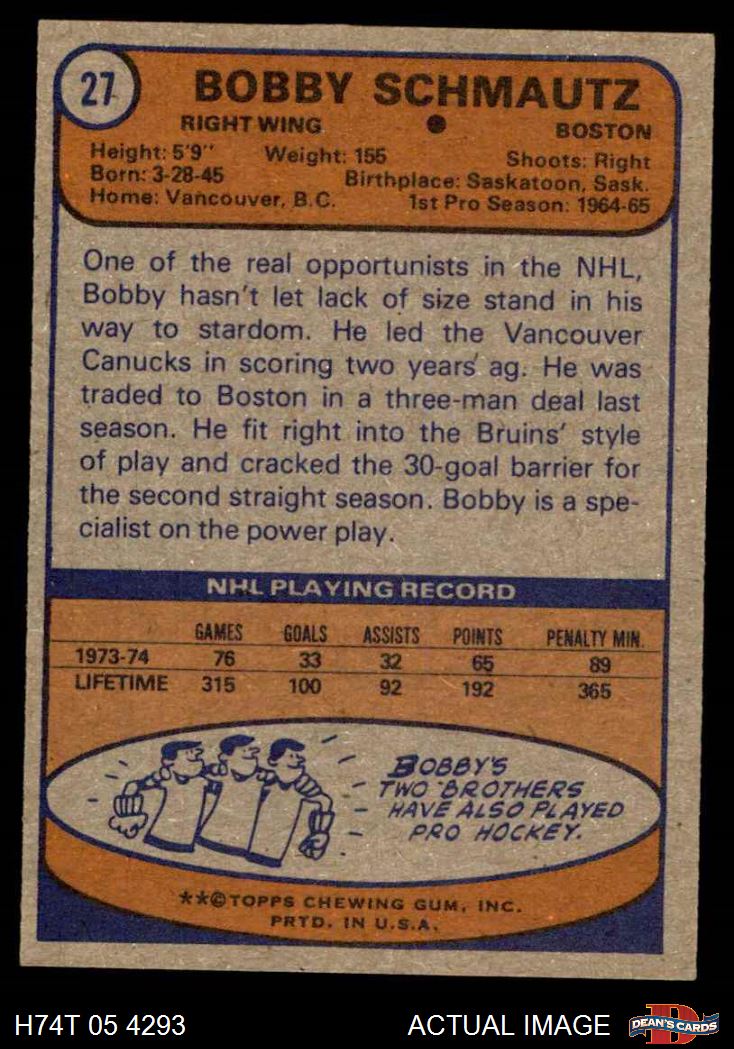 27
BOBBY SCHMAUTZ
RIGHT WING ● BOSTON
Height: 5'9" Weight: 155 Shoots: Right
Born: 3-28-45 Birthplace: Saskatoon, Sask.
Home: Vancouver, B.C. 1st Pro Season: 1964-65
One of the real opportunists in the NHL,
Bobby hasn't let lack of size stand in his
way to stardom. He led the Vancouver
Canucks in scoring two years' ag. He was
traded to Boston in a three-man deal last
season. He fit right into the Bruins' style
of play and cracked the 30-goal barrier for
the second straight season. Bobby is a spe-
cialist on the power play.
NHL PLAYING RECORD
GAMES GOALS ASSISTS POINTS PENALTY MIN.
1973-74 76 33 32 65 89
LIFETIME 315 100 92 192 365
BOBBY'S
TWO BROTHERS
HAVE ALSO PLAYED
PRO HOCKEY.
**©TOPPS CHEWING GUM, INC.
PRTD. IN U.S.A.
H74T 05 4293 ACTUAL IMAGE
D
DEAN'S CARDS